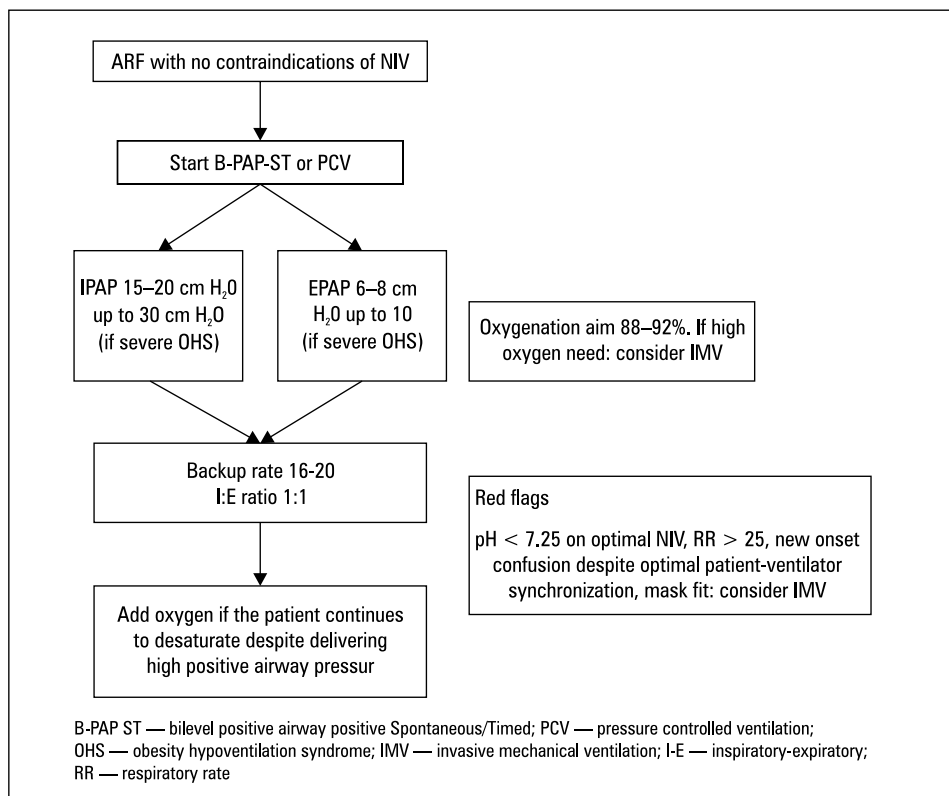 ARF with no contraindications of NIV
Start B-PAP-ST or PCV
IPAP 15–20 cm H₂O
up to 30 cm H₂O
(if severe OHS)
EPAP 6–8 cm
H₂O up to 10
(if severe OHS)
Oxygenation aim 88–92%. If high
oxygen need: consider IMV
Backup rate 16-20
I:E ratio 1:1
Red flags
pH < 7.25 on optimal NIV, RR > 25, new onset
confusion despite optimal patient-ventilator
synchronization, mask fit: consider IMV
Add oxygen if the patient continues
to desaturate despite delivering
high positive airway pressur
B-PAP ST — bilevel positive airway positive Spontaneous/Timed; PCV — pressure controlled ventilation;
OHS — obesity hypoventilation syndrome; IMV — invasive mechanical ventilation; I-E — inspiratory-expiratory;
RR — respiratory rate